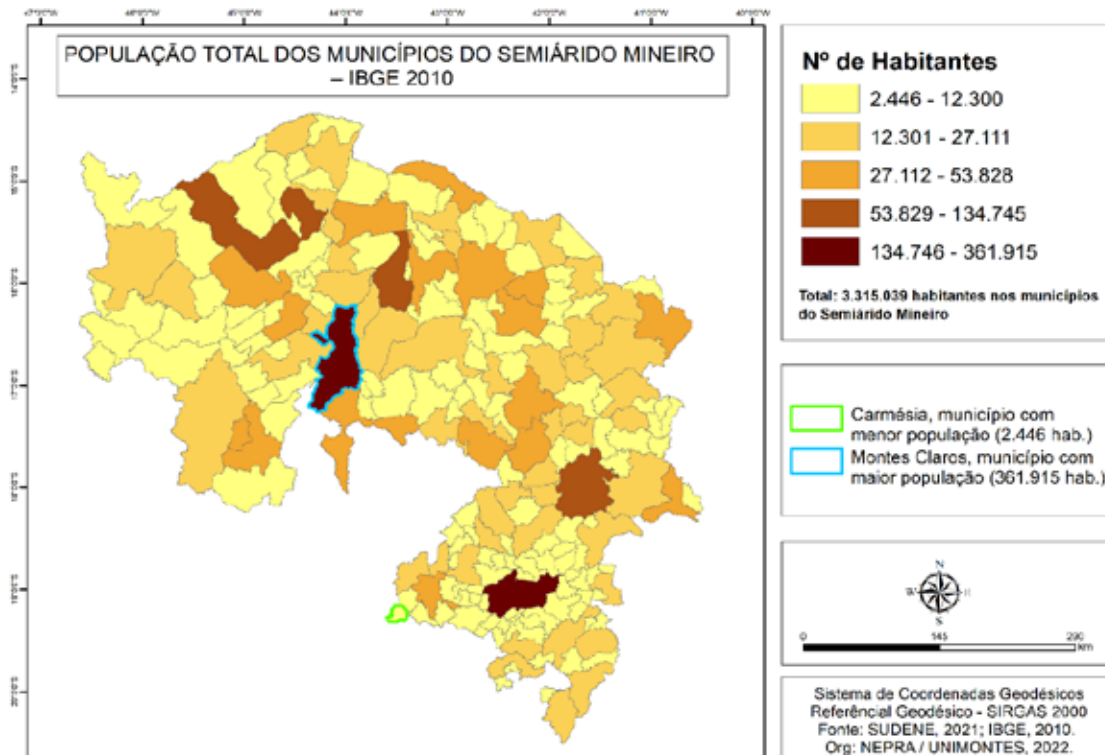 POPULAÇÃO TOTAL DOS MUNICÍPIOS DO SEMIÁRIDO MINEIRO
– IBGE 2010
Nº de Habitantes
2.446 - 12.300
12.301 - 27.111
27.112 - 53.828
53.829 - 134.745
134.746 - 361.915
Total: 3.315.039 habitantes nos municípios
do Semiárido Mineiro
Carmésia, município com
menor população (2.446 hab.)
Montes Claros, município com
maior população (361.915 hab.)
N
W
S
0 145 290
km
Sistema de Coordenadas Geodésicos
Referêncial Geodésico - SIRGAS 2000
Fonte: SUDENE, 2021; IBGE, 2010.
Org: NEPRA / UNIMONTES, 2022.